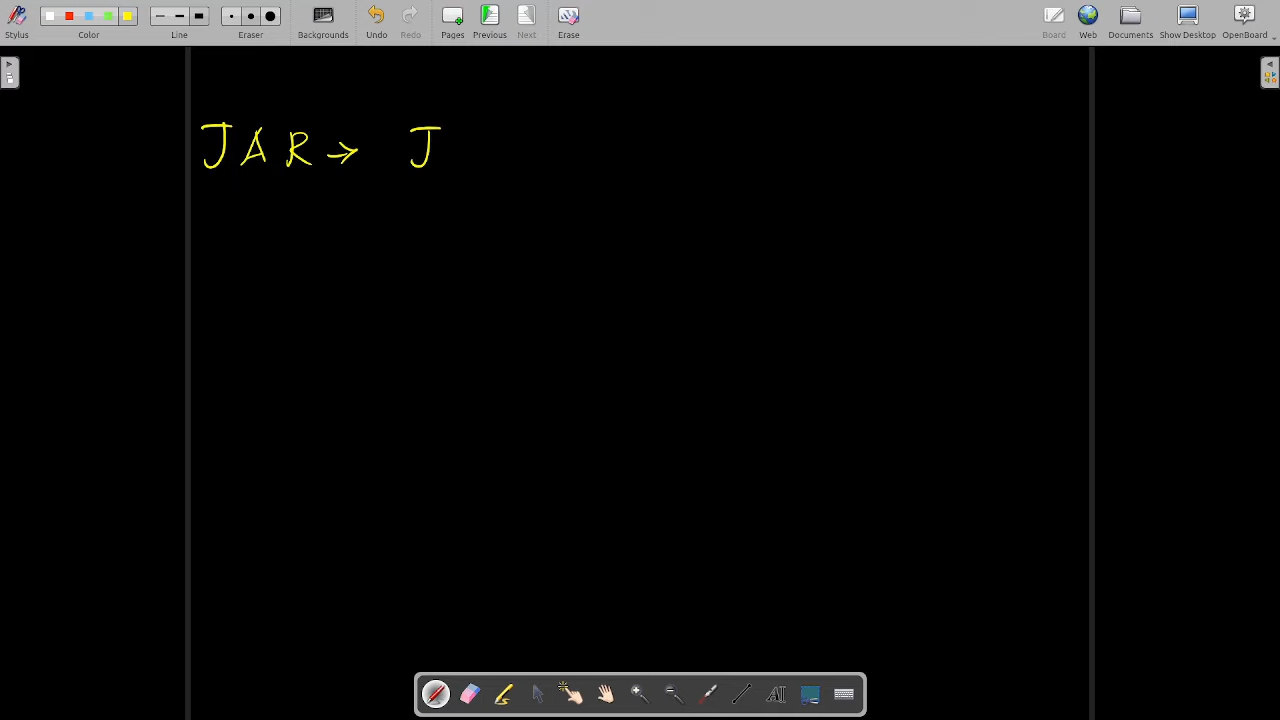 Stylus Color Line Eraser Backgrounds Undo Redo Pages Previous Next Erase Board Web Documents Show Desktop OpenBoard
JAR → J